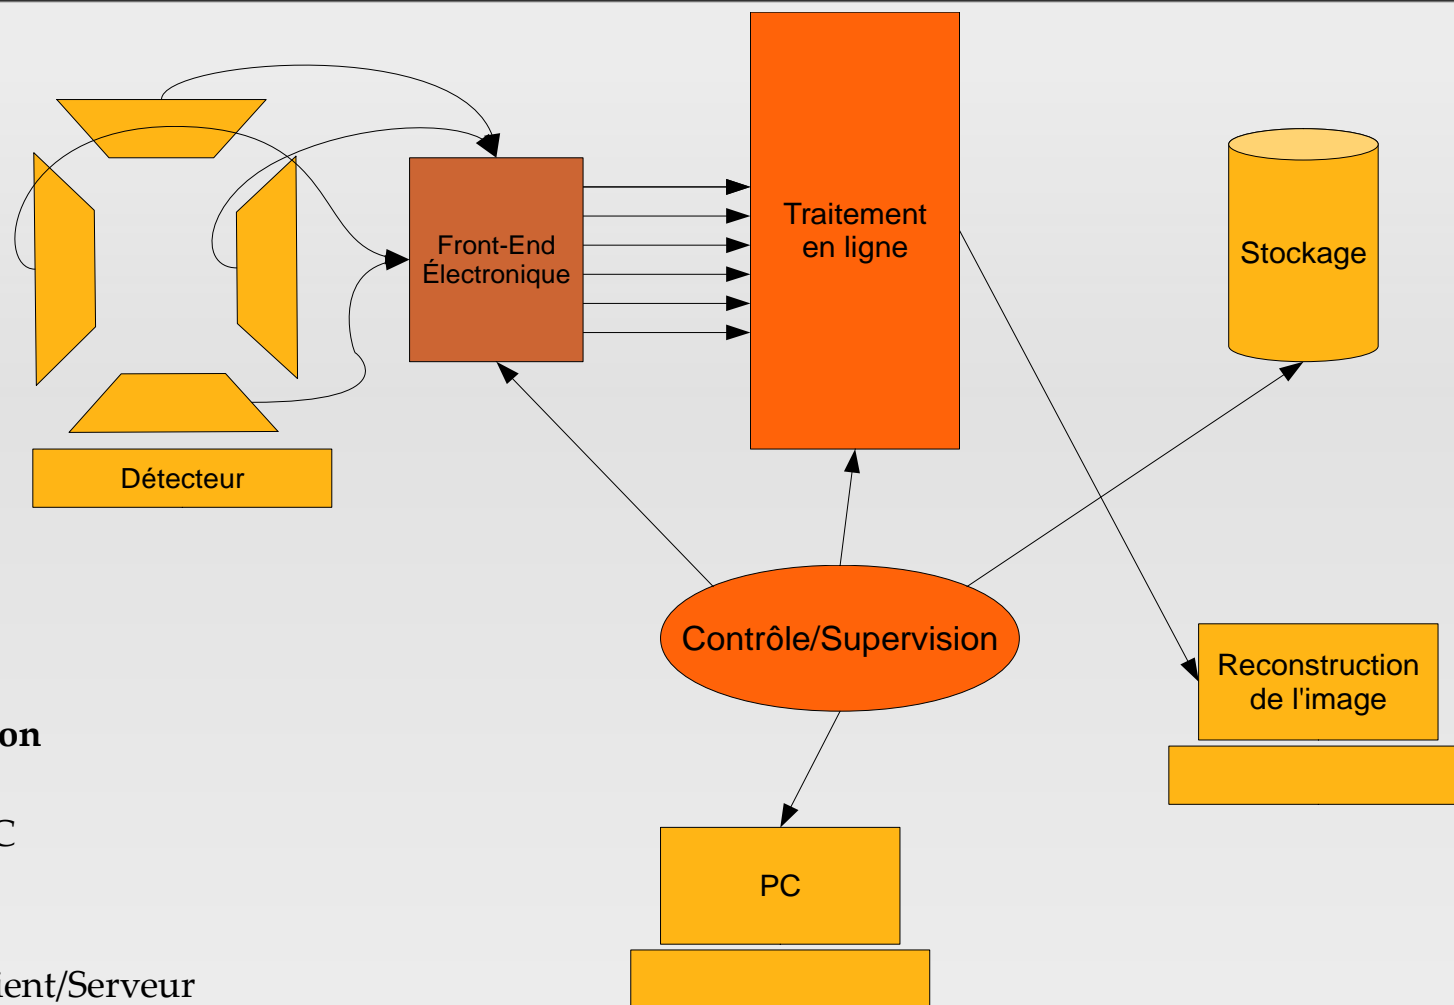 Traitement
en ligne
Front-End
Électronique
Stockage
Détecteur
Contrôle/Supervision
Reconstruction
de l'image
on
C
PC
ient/Serveur